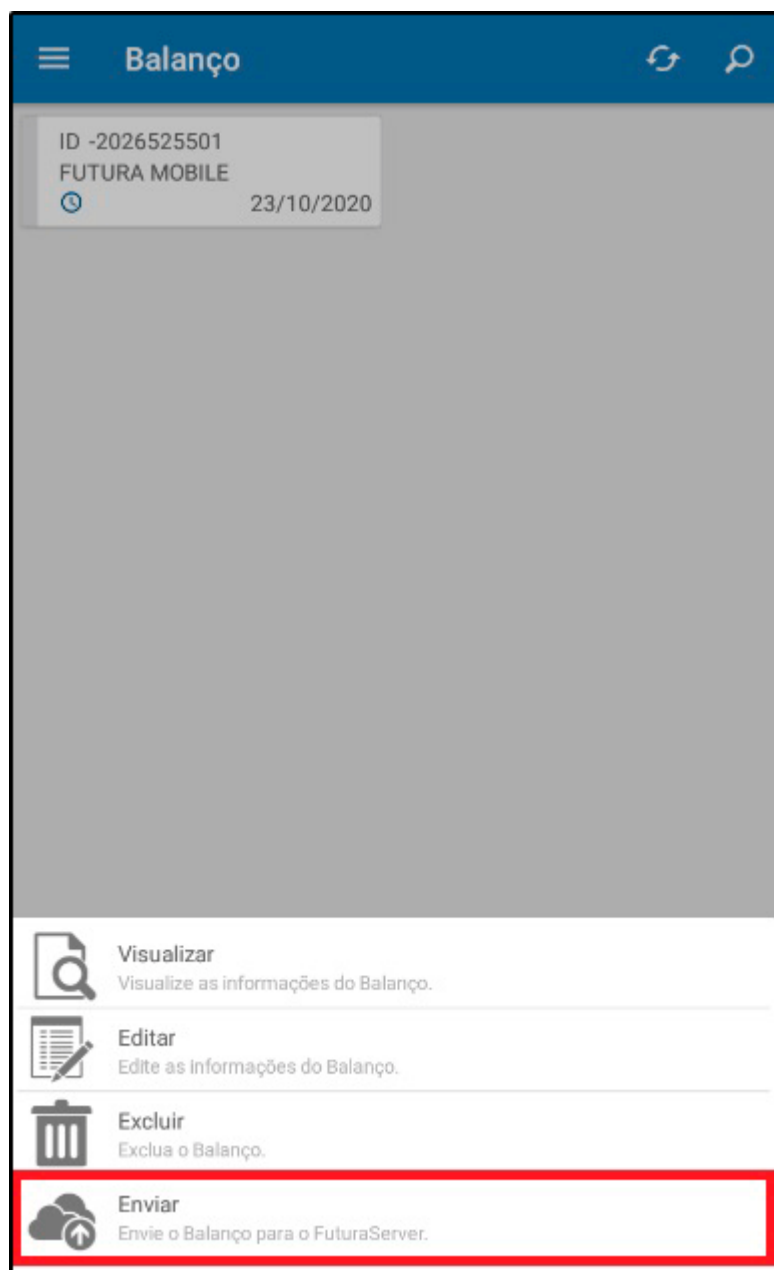 Balanço
ID -2026525501
FUTURA MOBILE
23/10/2020
Visualizar
Visualize as informações do Balanço.
Editar
Edite as informações do Balanço.
Excluir
Exclua o Balanço.
Enviar
Envie o Balanço para o FuturaServer.